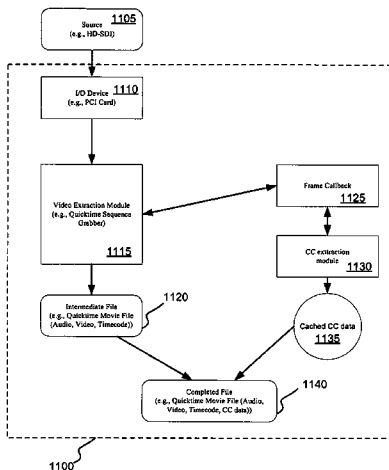 Source 1105
(e.g., HD-SDI)
I/O Device 1110
(e.g., PCI Card)
Video Extraction Module
(e.g., Quicktime Sequence
Grabber)
1115
Frame Callback
1125
CC extraction
module
1130
Intermediate File
(e.g., Quicktime Movie File
(Audio, Video, Timecode))
1120
Cached CC data
1135
Completed File
(e.g., Quicktime Movie File (Audio,
Video, Timecode, CC data))
1140
1100